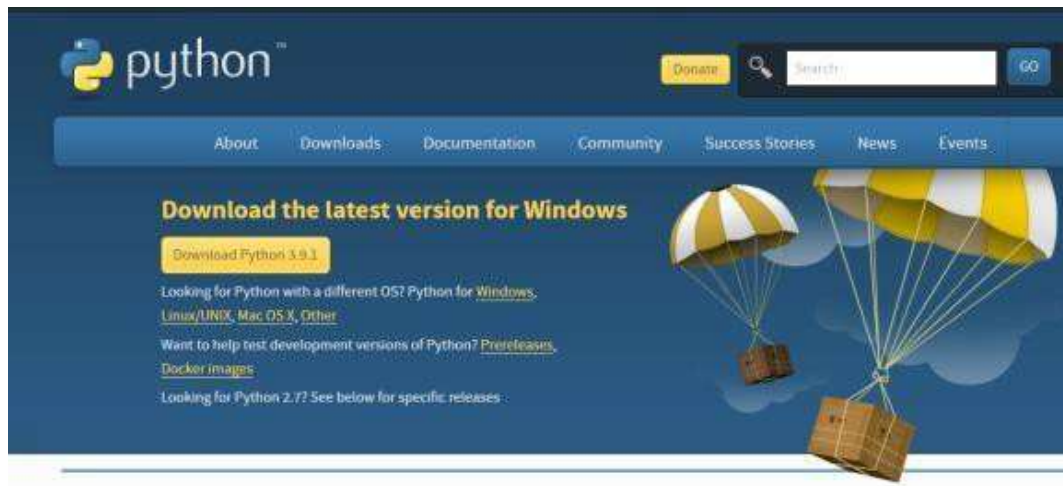 python™
Donate
Search
GO
About Downloads Documentation Community Success Stories News Events
Download the latest version for Windows
Download Python 3.9.1
Looking for Python with a different OS? Python for Windows,
Linux/UNIX, Mac OS X, Other
Want to help test development versions of Python? Prereleases,
Docker images
Looking for Python 2.7? See below for specific releases